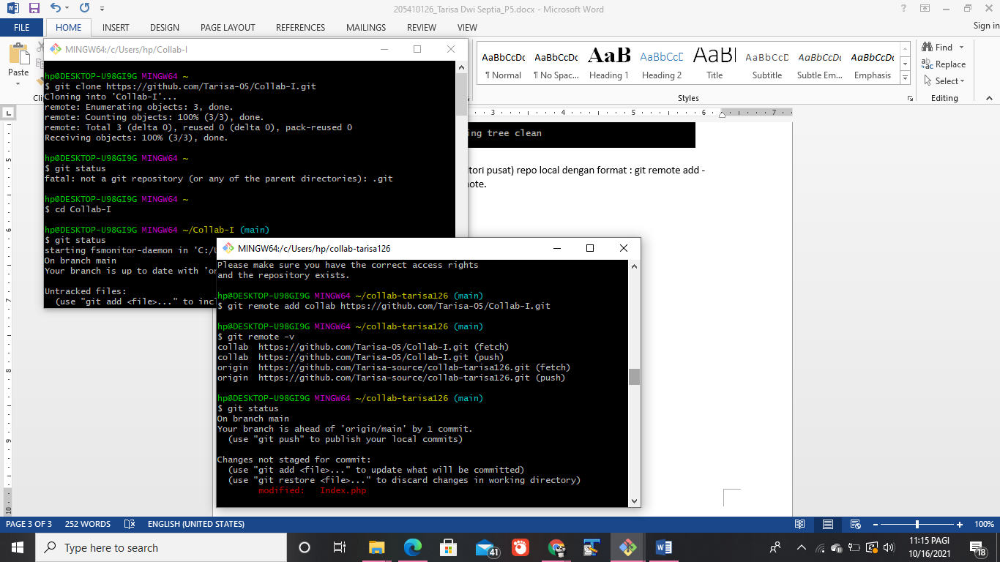 205410126_Tarisa Dwi Septia_P5.docx - Microsoft Word
FILE HOME INSERT DESIGN PAGE LAYOUT REFERENCES MAILINGS REVIEW VIEW Sign in
Paste
AaBbCcDc AaBbCcDc AaB AaBbCcD AaB AaBbCcD AaBbCcDc AaBbCcDc
¶ Normal ¶ No Spac... Heading 1 Heading 2 Title Subtitle Subtle Em... Emphasis
Styles
Find
Replace
Select
Editing
MINGW64:/c/Users/hp/Collab-I
hp@DESKTOP-U98GI9G MINGW64 ~
$ git clone https://github.com/Tarisa-05/Collab-I.git
Cloning into 'Collab-I'...
remote: Enumerating objects: 3, done.
remote: Counting objects: 100% (3/3), done.
remote: Total 3 (delta 0), reused 0 (delta 0), pack-reused 0
Receiving objects: 100% (3/3), done.
hp@DESKTOP-U98GI9G MINGW64 ~
$ git status
fatal: not a git repository (or any of the parent directories): .git
hp@DESKTOP-U98GI9G MINGW64 ~
$ cd Collab-I
hp@DESKTOP-U98GI9G MINGW64 ~/Collab-I (main)
$ git status
starting fsmonitor-daemon in 'C:/U
On branch main
Your branch is up to date with 'or
Untracked files:
(use "git add <file>..." to incl
3 4 5 6 7
ing tree clean
tori pusat) repo local dengan format : git remote add -
ote.
5
6
7
8
9
10
MINGW64:/c/Users/hp/collab-tarisa126
Please make sure you have the correct access rights
and the repository exists.
hp@DESKTOP-U98GI9G MINGW64 ~/collab-tarisa126 (main)
$ git remote add collab https://github.com/Tarisa-05/Collab-I.git
hp@DESKTOP-U98GI9G MINGW64 ~/collab-tarisa126 (main)
$ git remote -v
collab https://github.com/Tarisa-05/Collab-I.git (fetch)
collab https://github.com/Tarisa-05/Collab-I.git (push)
origin https://github.com/Tarisa-source/collab-tarisa126.git (fetch)
origin https://github.com/Tarisa-source/collab-tarisa126.git (push)
hp@DESKTOP-U98GI9G MINGW64 ~/collab-tarisa126 (main)
$ git status
On branch main
Your branch is ahead of 'origin/main' by 1 commit.
(use "git push" to publish your local commits)
Changes not staged for commit:
(use "git add <file>..." to update what will be committed)
(use "git restore <file>..." to discard changes in working directory)
modified: Index.php
PAGE 3 OF 3 252 WORDS ENGLISH (UNITED STATES) 100%
Type here to search
41
11:15 PAGI
10/16/2021
18